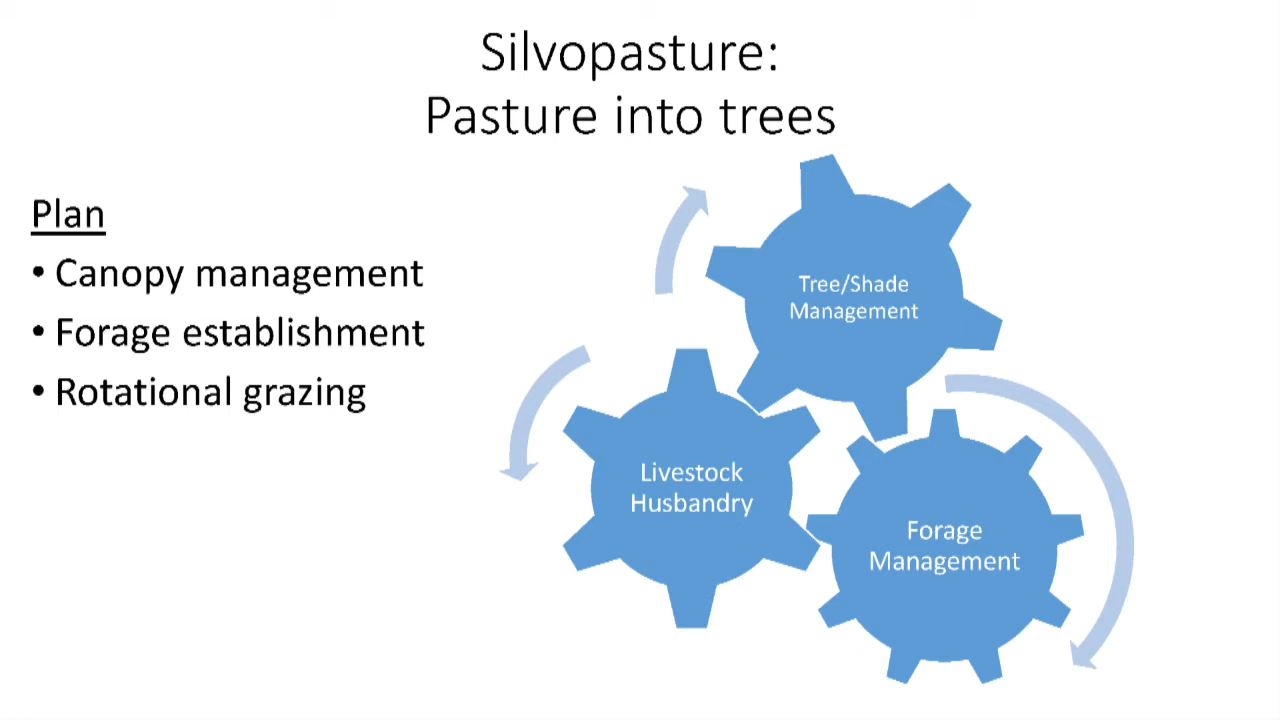 Silvopasture:
Pasture into trees
Plan
• Canopy management
• Forage establishment
• Rotational grazing
Tree/Shade
Management
Livestock
Husbandry
Forage
Management